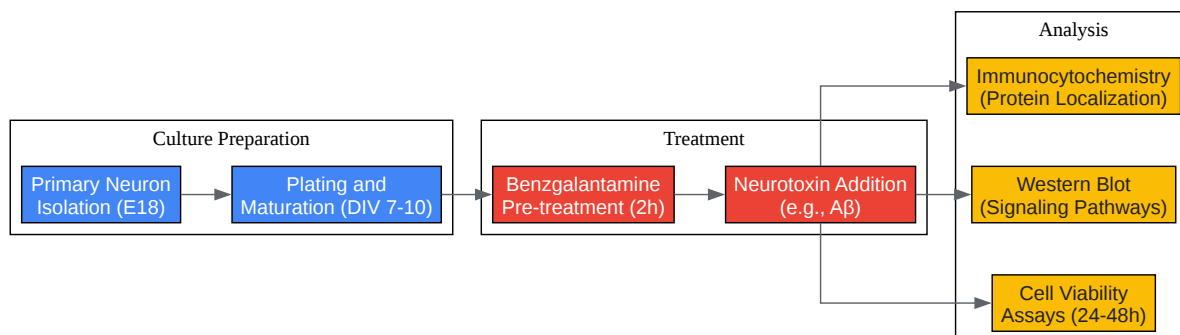 Culture Preparation
Primary Neuron
Isolation (E18)
Plating and
Maturation (DIV 7-10)
Treatment
Benzgalantamine
Pre-treatment (2h)
Neurotoxin Addition
(e.g., Aβ)
Analysis
Immunocytochemistry
(Protein Localization)
Western Blot
(Signaling Pathways)
Cell Viability
Assays (24-48h)